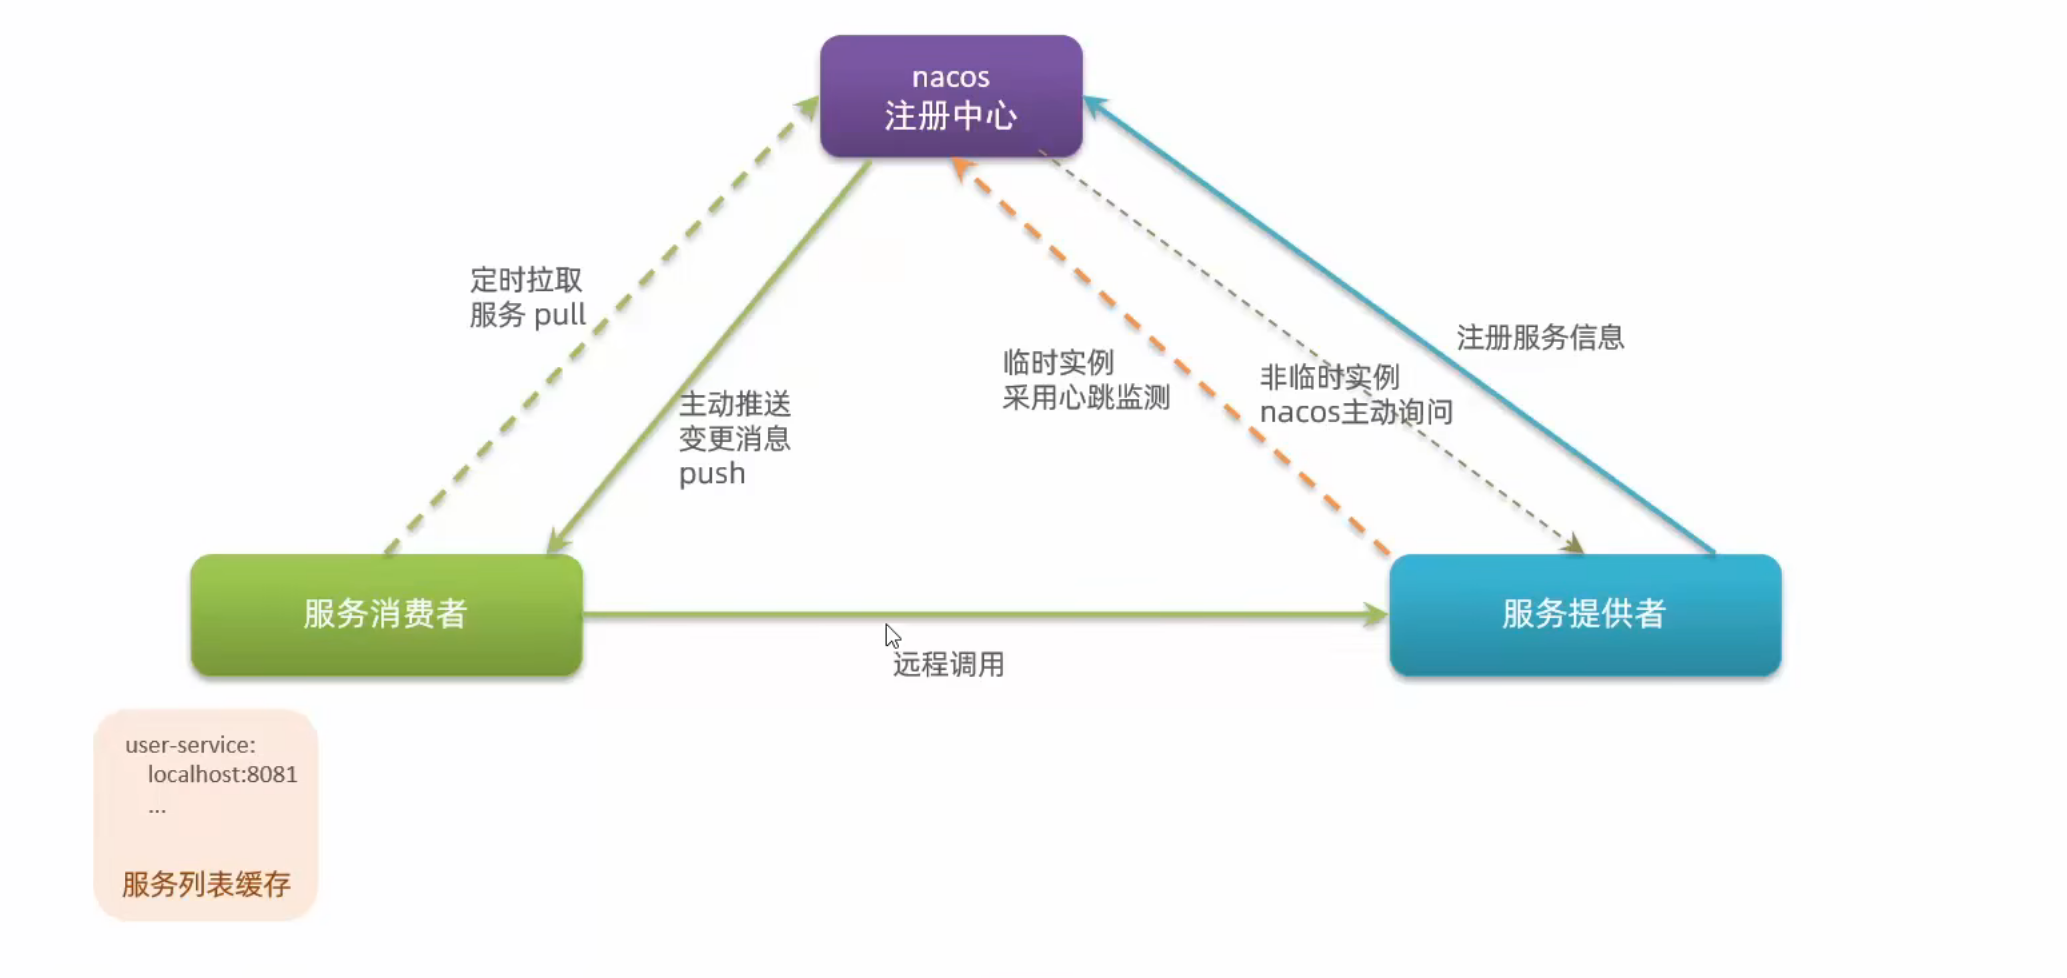 nacos
注册中心
定时拉取
服务 pull
主动推送
变更消息
push
临时实例
采用心跳监测
非临时实例
nacos主动询问
注册服务信息
服务消费者
远程调用
服务提供者
user-service:
localhost:8081
...
服务列表缓存